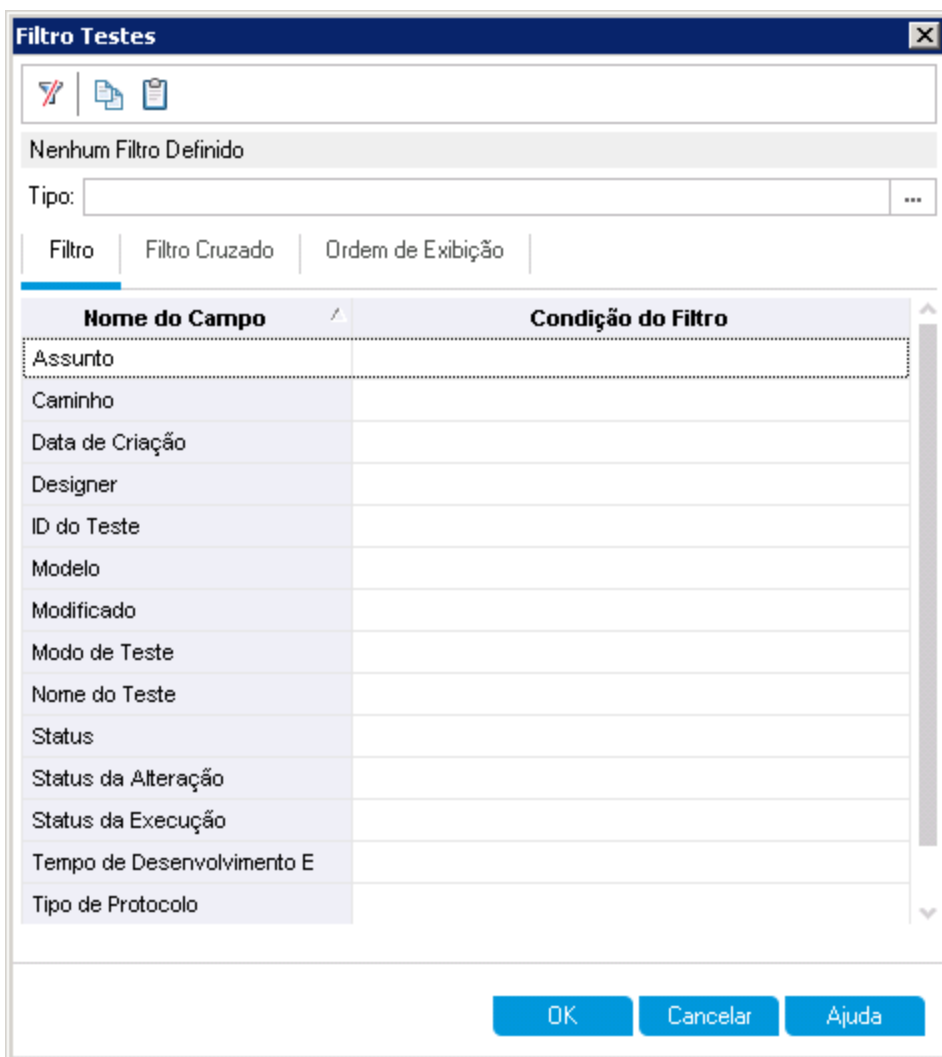 Filtro Testes
Nenhum Filtro Definido
Tipo: ...
Filtro Filtro Cruzado Ordem de Exibição
Nome do Campo Condição do Filtro
Assunto
Caminho
Data de Criação
Designer
ID do Teste
Modelo
Modificado
Modo de Teste
Nome do Teste
Status
Status da Alteração
Status da Execução
Tempo de Desenvolvimento E
Tipo de Protocolo
OK Cancelar Ajuda